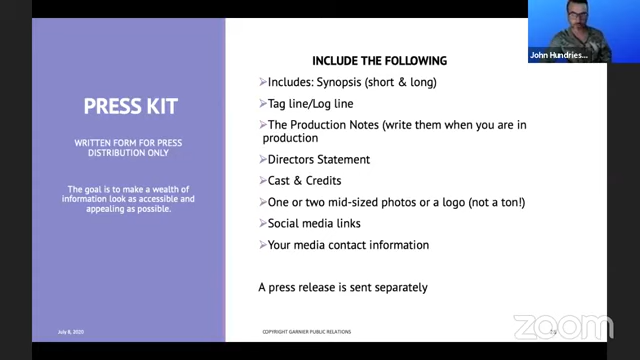 PRESS KIT
WRITTEN FORM FOR PRESS
DISTRIBUTION ONLY
The goal is to make a wealth of
information look as accessible and
appealing as possible.
July 8, 2020
INCLUDE THE FOLLOWING
➢Includes: Synopsis (short & long)
➢Tag line/Log line
➢The Production Notes (write them when you are in
production
➢Directors Statement
➢Cast & Credits
➢One or two mid-sized photos or a logo (not a ton!)
➢Social media links
➢Your media contact information
A press release is sent separately
COPYRIGHT GARNIER PUBLIC RELATIONS
John Hundries...
zoom